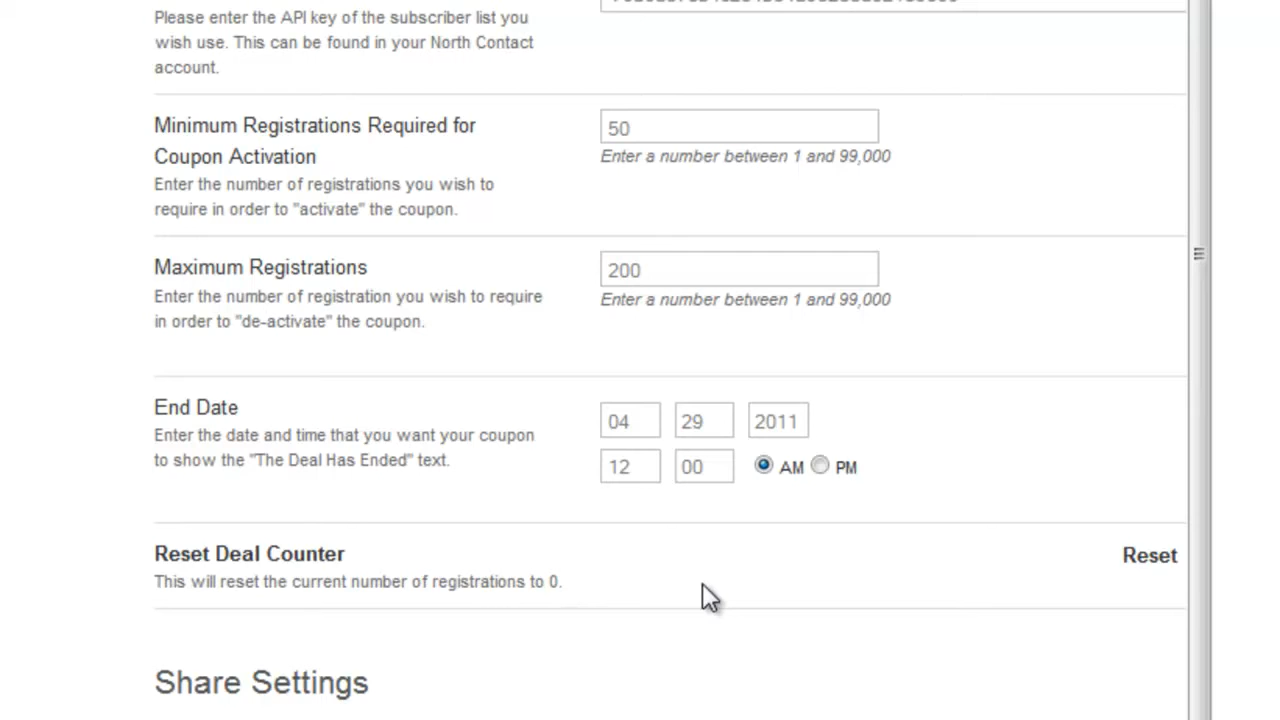 Please enter the API key of the subscriber list you
wish use. This can be found in your North Contact
account.
Minimum Registrations Required for
Coupon Activation
Enter the number of registrations you wish to
require in order to "activate" the coupon.
50
Enter a number between 1 and 99,000
Maximum Registrations
Enter the number of registration you wish to require
in order to "de-activate" the coupon.
200
Enter a number between 1 and 99,000
End Date
Enter the date and time that you want your coupon
to show the "The Deal Has Ended" text.
04 29 2011
12 00 AM PM
Reset Deal Counter
This will reset the current number of registrations to 0.
Reset
Share Settings